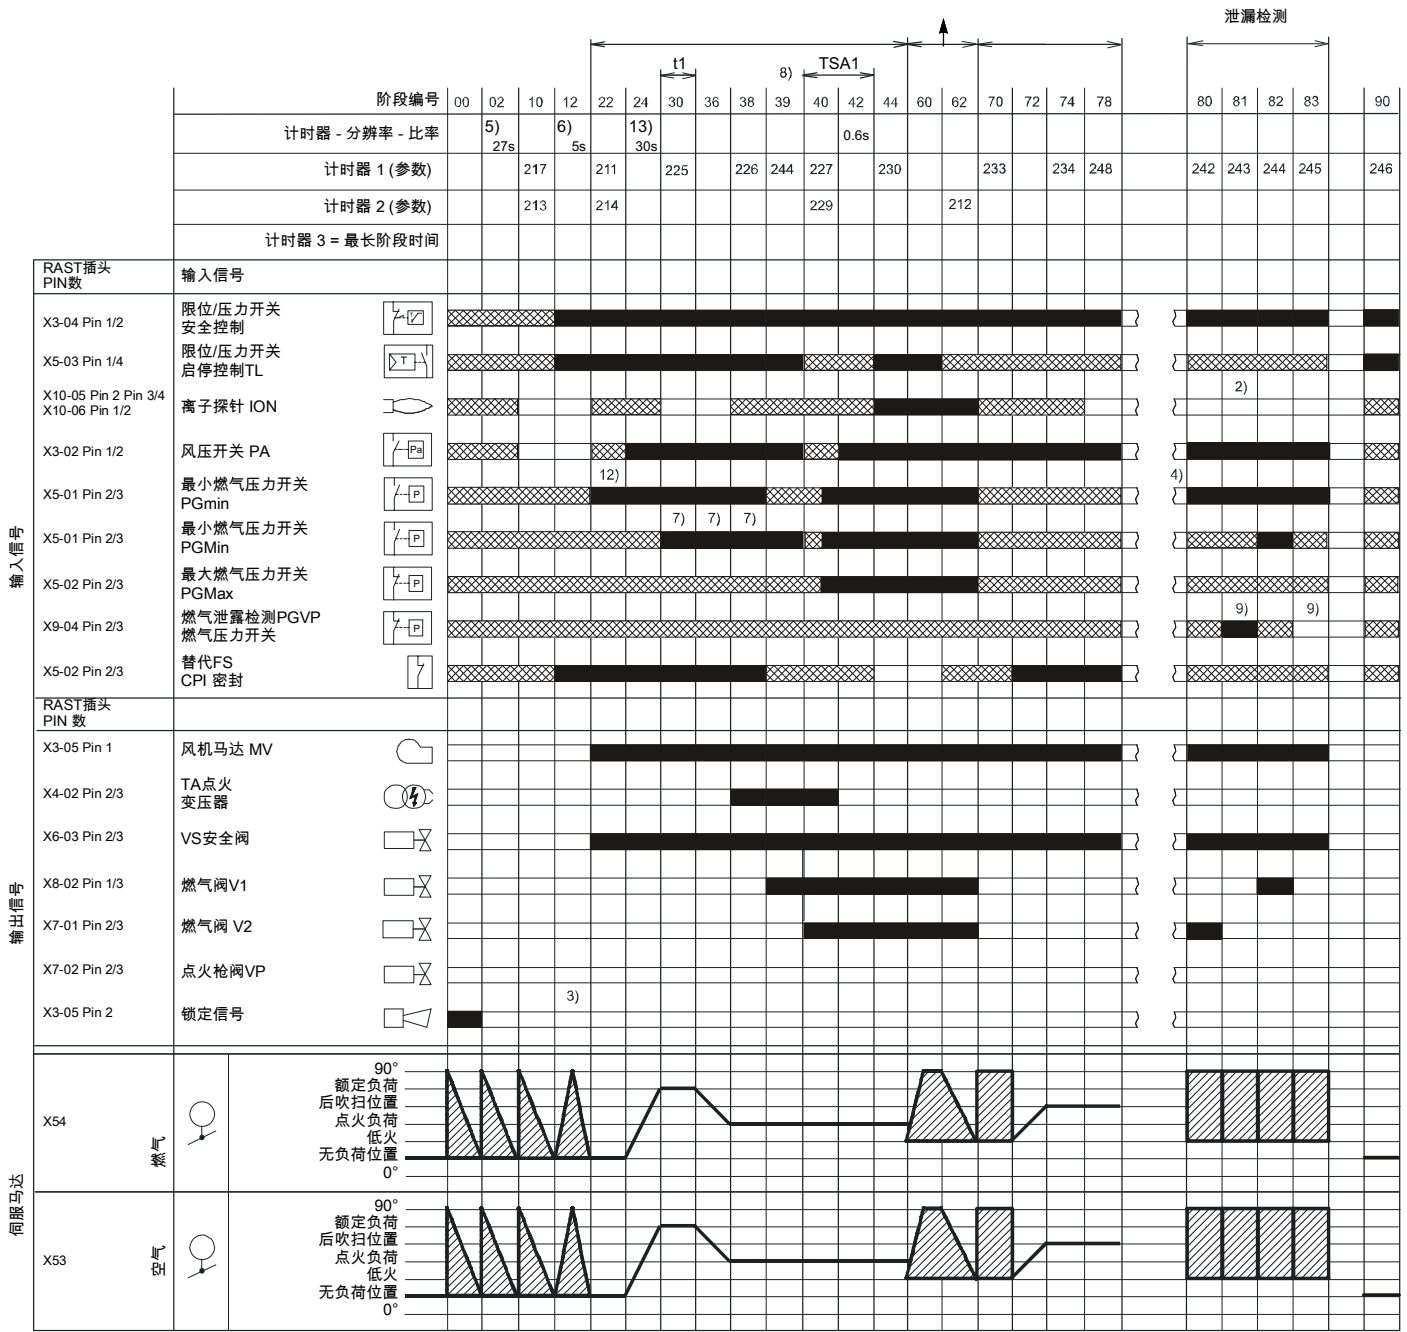 泄漏检测
t1 8) TSA1
阶段编号 00 02 10 12 22 24 30 36 38 39 40 42 44 60 62 70 72 74 78 80 81 82 83 90
计时器 - 分辨率 - 比率 5) 27s 6) 5s 13) 30s 0.6s
计时器 1 (参数) 217 211 225 226 244 227 230 233 234 248 242 243 244 245 246
计时器 2 (参数) 213 214 229 212
计时器 3 = 最长阶段时间
RAST插头
PIN数
输入信号
X3-04 Pin 1/2
限位/压力开关
安全控制
X5-03 Pin 1/4
限位/压力开关
启停控制TL
T
2)
X10-05 Pin 2 Pin 3/4
X10-06 Pin 1/2
离子探针 ION
X3-02 Pin 1/2
风压开关 PA
Pa
12) 4)
X5-01 Pin 2/3
最小燃气压力开关
PGmin
P
7) 7) 7)
X5-01 Pin 2/3
最小燃气压力开关
PGMin
P
X5-02 Pin 2/3
最大燃气压力开关
PGMax
P
9) 9)
X9-04 Pin 2/3
燃气泄露检测PGVP
燃气压力开关
P
X5-02 Pin 2/3
替代FS
CPI 密封
输入信号
RAST插头
PIN 数
X3-05 Pin 1
风机马达 MV
X4-02 Pin 2/3
TA点火
变压器
X6-03 Pin 2/3
VS安全阀
X8-02 Pin 1/3
燃气阀V1
X7-01 Pin 2/3
燃气阀 V2
X7-02 Pin 2/3
点火枪阀VP
3)
X3-05 Pin 2
锁定信号
输出信号
X54
燃气
90°
额定负荷
后吹扫位置
点火负荷
低火
无负荷位置
0°
伺服马达
X53
空气
90°
额定负荷
后吹扫位置
点火负荷
低火
无负荷位置
0°